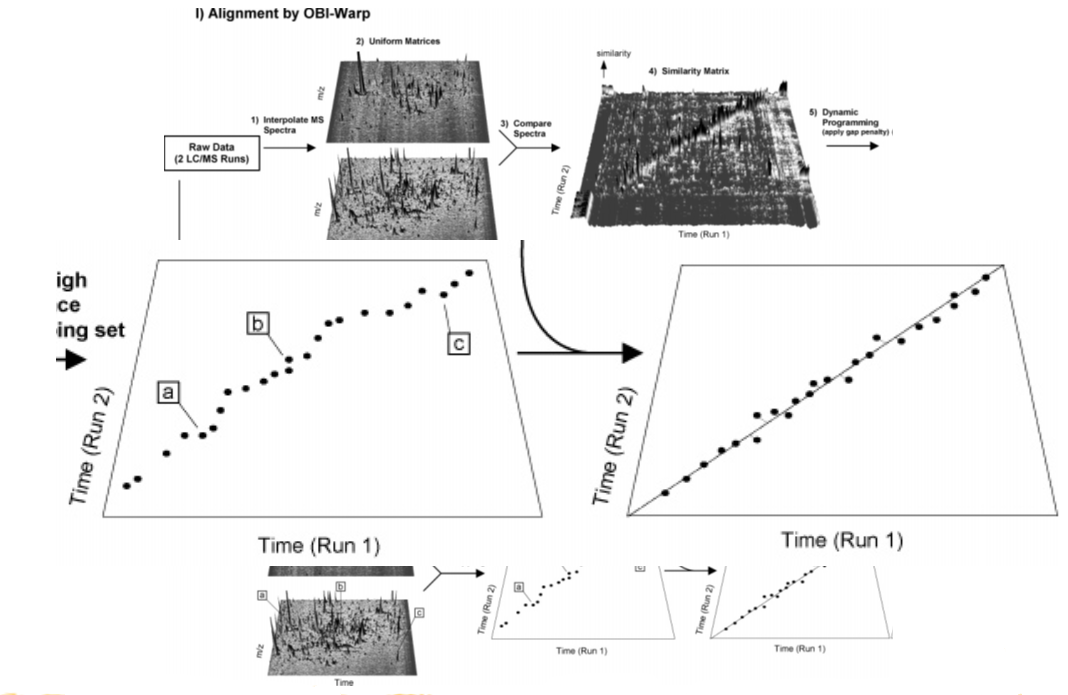 I) Alignment by OBI-Warp
2) Uniform Matrices
similarity
4) Similarity Matrix
m/z
1) Interpolate MS
Spectra
3) Compare
Spectra
5) Dynamic
Programming
(apply gap penalty)
Raw Data
(2 LC/MS Runs)
m/z
Time (Run 2)
Time (Run 1)
igh
ce
ing set
a
b
c
Time (Run 2)
Time (Run 1)
Time (Run 2)
Time (Run 1)
a
b
c
m/z
Time
a
Time (Run 2)
Time (Run 1)
Time (Run 2)
Time (Run 1)